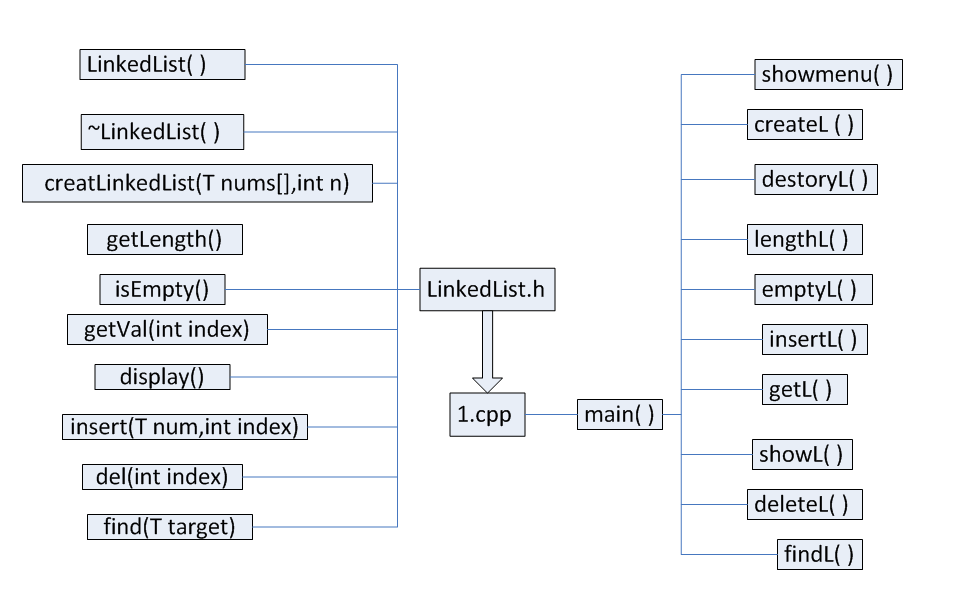 LinkedList( )
~LinkedList( )
creatLinkedList(T nums[],int n)
getLength()
isEmpty()
getVal(int index)
display()
insert(T num,int index)
del(int index)
find(T target)
LinkedList.h
1.cpp
main( )
showmenu( )
createL ( )
destoryL( )
lengthL( )
emptyL( )
insertL( )
getL( )
showL( )
deleteL( )
findL( )